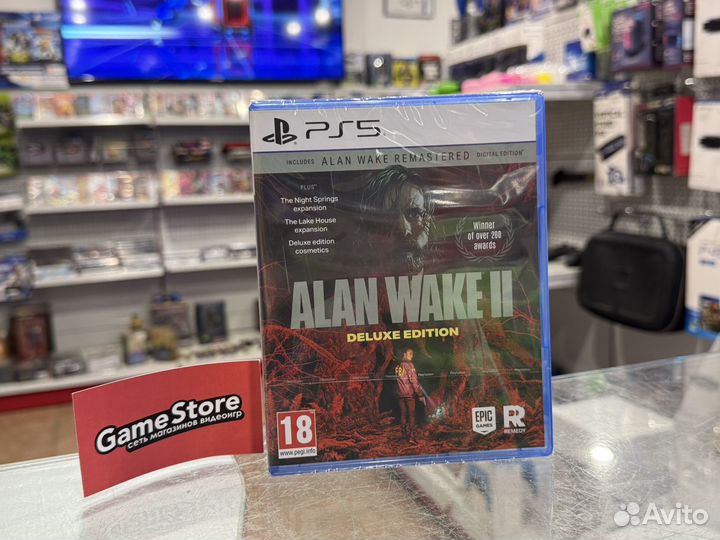 PS5
INCLUDES ALAN WAKE REMASTERED DIGITAL EDITION*
PLUS**
The Night Springs
expansion
The Lake House
expansion
Deluxe edition
cosmetics
Winner
of over 200
awards
ALAN WAKE II
DELUXE EDITION
FBI
18
www.pegi.info
EPIC
GAMES
R
REMEDY
GameStore
сеть магазинов видеоигр
Avito